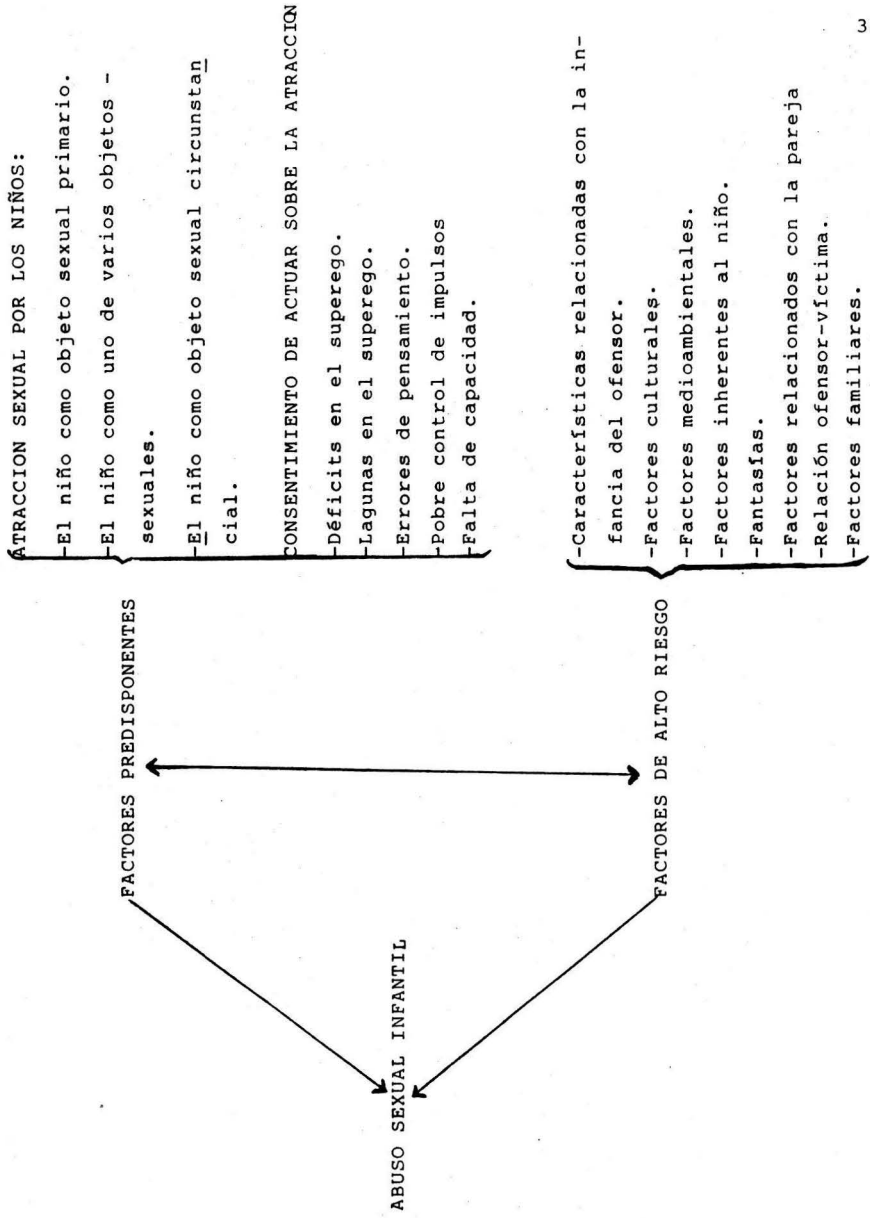 3
ATRACCION SEXUAL POR LOS NIÑOS:
-El niño como objeto sexual primario.
-El niño como uno de varios objetos -
sexuales.
-El niño como objeto sexual circunstan
cial.
CONSENTIMIENTO DE ACTUAR SOBRE LA ATRACCION
-Déficits en el superego.
-Lagunas en el superego.
-Errores de pensamiento.
-Pobre control de impulsos
-Falta de capacidad.
FACTORES PREDISPONENTES
ABUSO SEXUAL INFANTIL
FACTORES DE ALTO RIESGO
-Características relacionadas con la in-
fancia del ofensor.
-Factores culturales.
-Factores medioambientales.
-Factores inherentes al niño.
-Fantasías.
-Factores relacionados con la pareja
-Relación ofensor-víctima.
-Factores familiares.